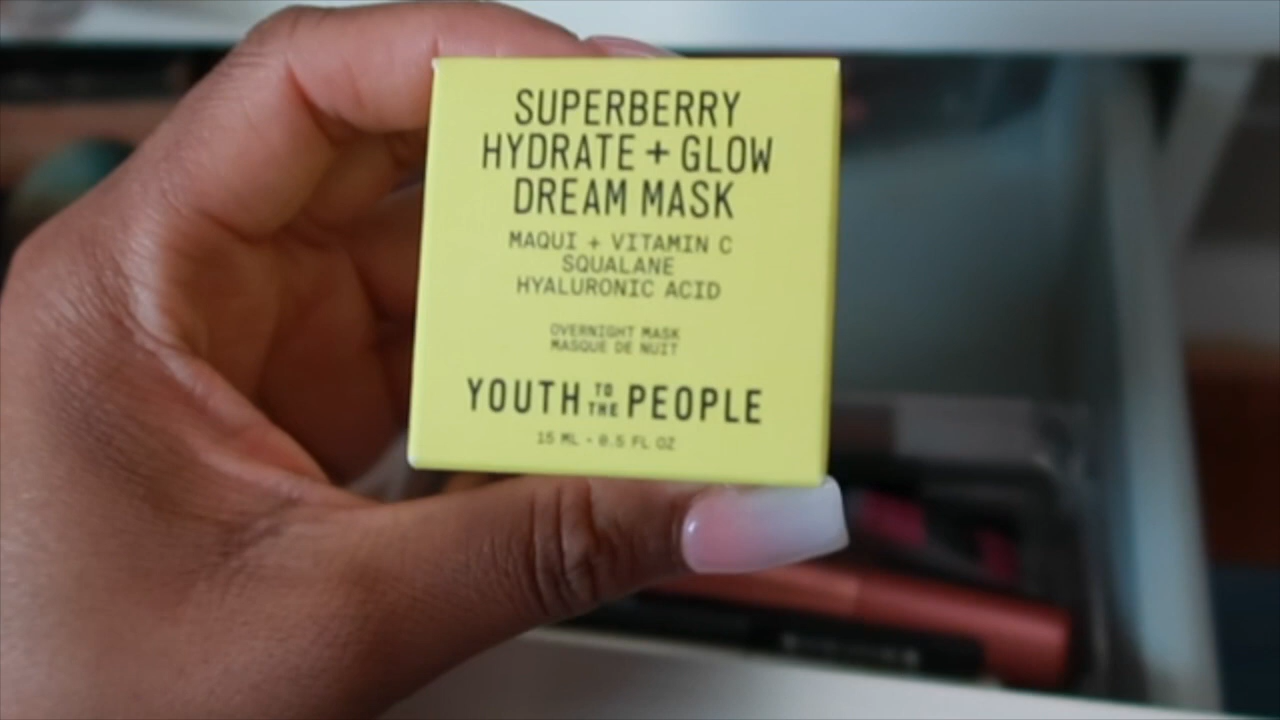 SUPERBERRY
HYDRATE + GLOW
DREAM MASK
MAQUI + VITAMIN C
SQUALANE
HYALURONIC ACID
OVERNIGHT MASK
MASQUE DE NUIT
YOUTH TO THE PEOPLE
15 ML - 0.5 FL OZ